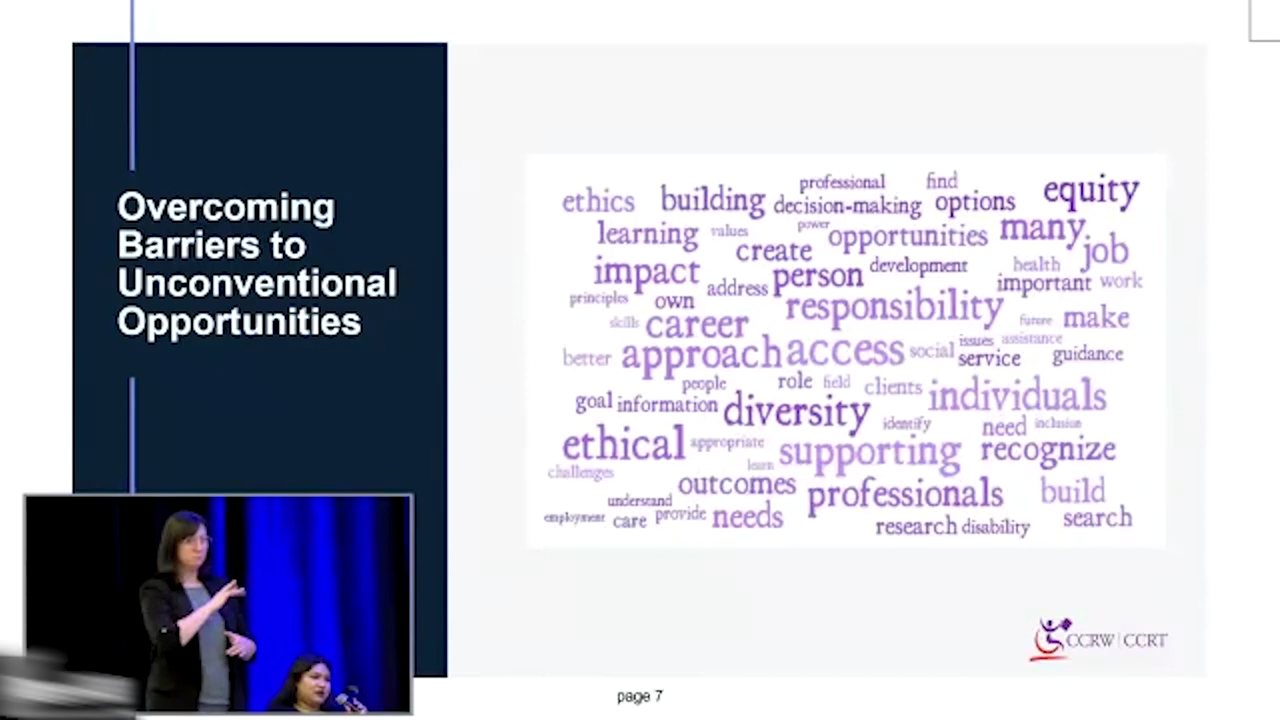 Overcoming
Barriers to
Unconventional
Opportunities
professional find
ethics building decision-making options equity
learning values power opportunities many
create job
impact person development health
address important work
principles own responsibility
skills career future make
better approach access social issues assistance
service guidance
people role field clients individuals
goal information diversity identify need inclusion
ethical appropriate supporting recognize
challenges learn
outcomes professionals build
understand
employment care provide needs research disability search
CCRW | CCRT
page 7